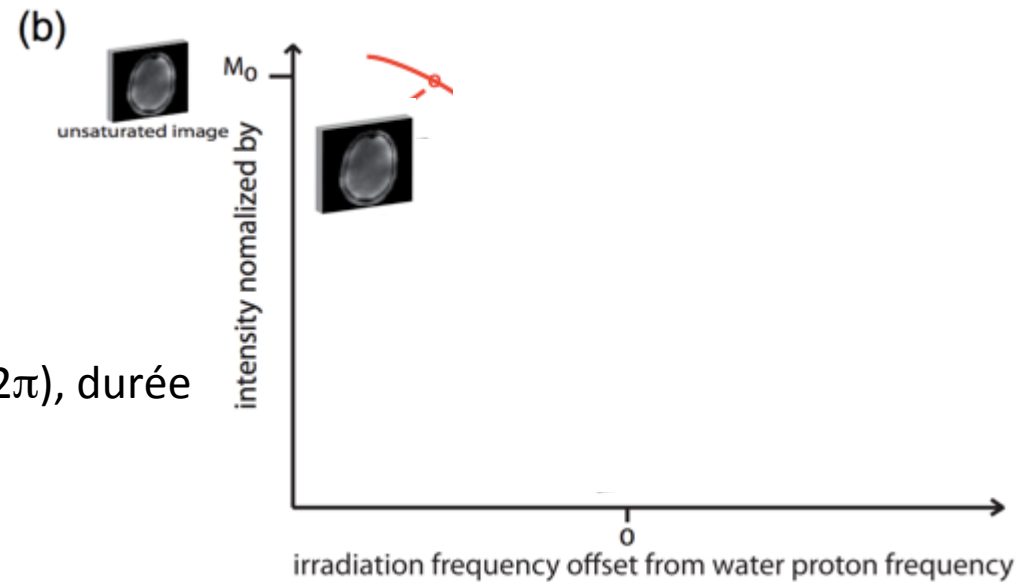 (b)
M₀
unsaturated image
intensity nomalized by
2π), durée
0
irradiation frequency offset from water proton frequency